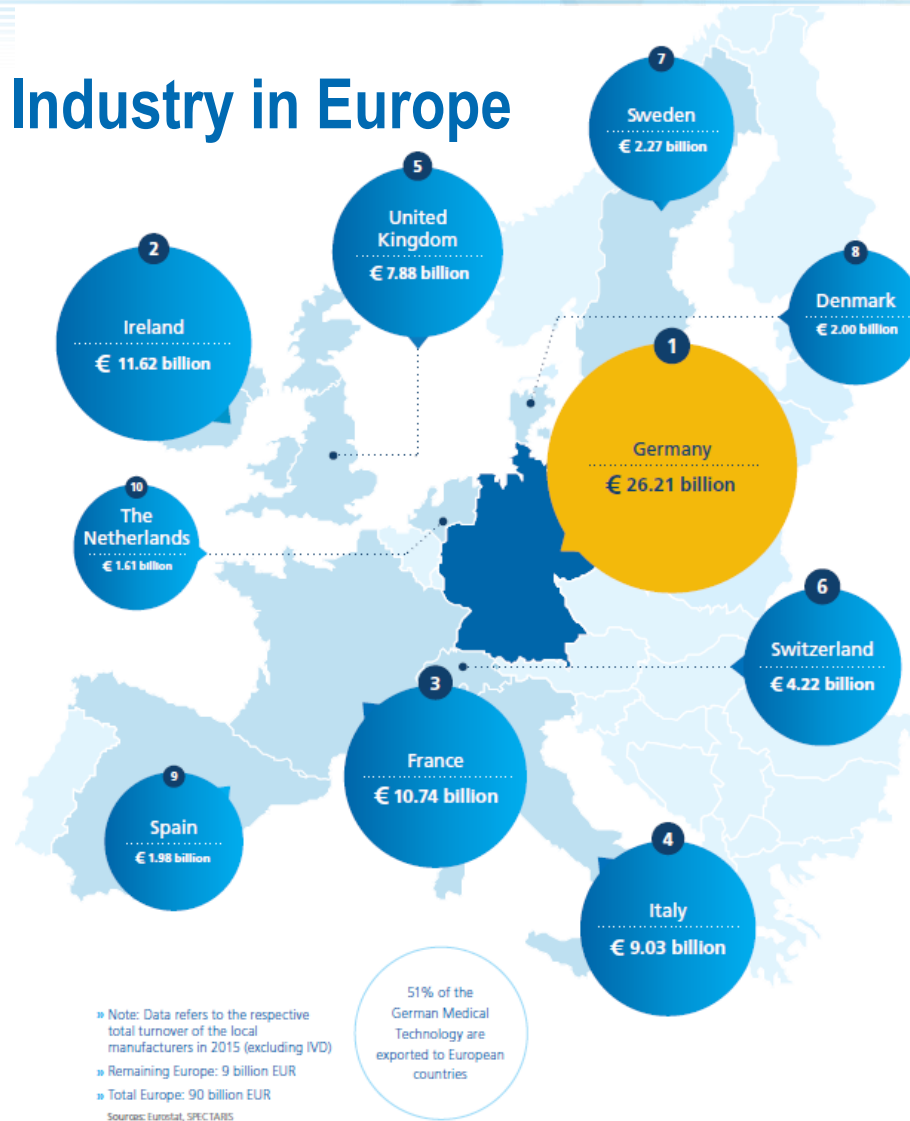 Industry in Europe
7
Sweden
€ 2.27 billion
5
United
Kingdom
€ 7.88 billion
2
Ireland
€ 11.62 billion
8
Denmark
€ 2.00 billion
1
Germany
€ 26.21 billion
10
The
Netherlands
€ 1.61 billion
6
Switzerland
€ 4.22 billion
3
France
€ 10.74 billion
9
Spain
€ 1.98 billion
4
Italy
€ 9.03 billion
51% of the
German Medical
Technology are
exported to European
countries
» Note: Data refers to the respective
total turnover of the local
manufacturers in 2015 (excluding IVD)
» Remaining Europe: 9 billion EUR
» Total Europe: 90 billion EUR
Sources: Eurostat, SPECTARIS